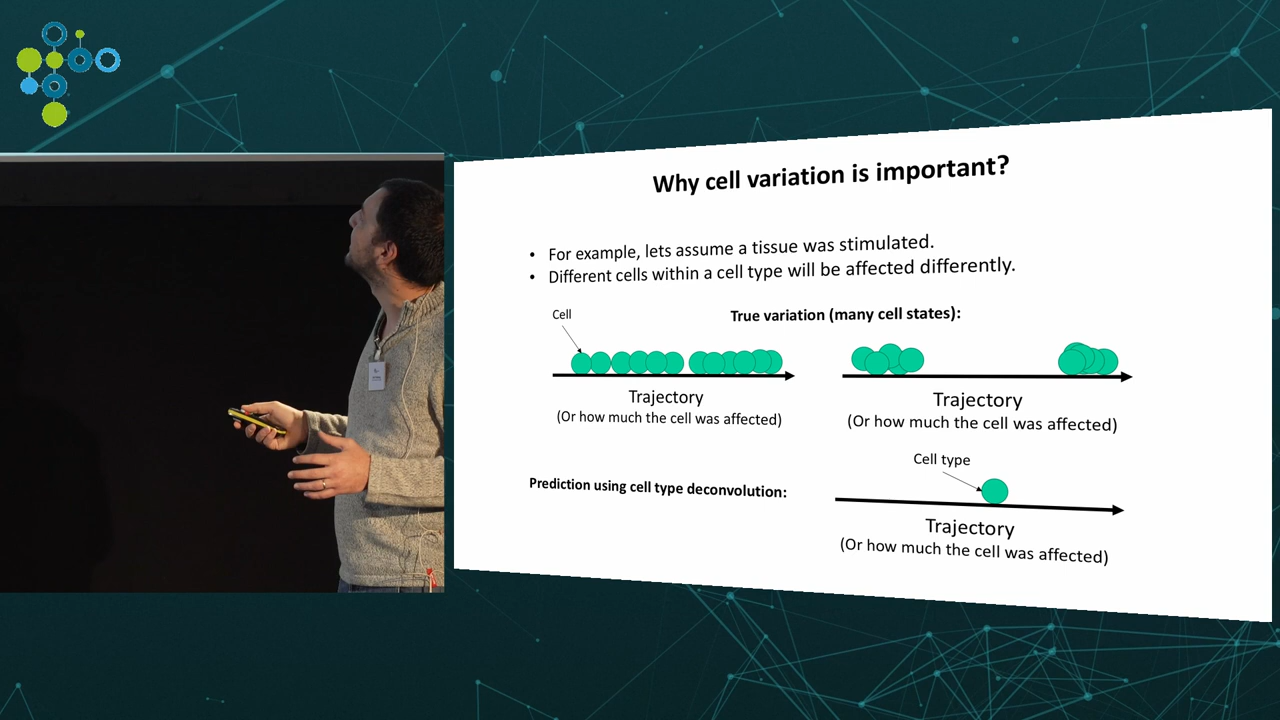 Why cell variation is important?
• For example, lets assume a tissue was stimulated.
• Different cells within a cell type will be affected differently.
Cell
True variation (many cell states):
Trajectory
(Or how much the cell was affected)
Trajectory
(Or how much the cell was affected)
Cell type
Prediction using cell type deconvolution:
Trajectory
(Or how much the cell was affected)